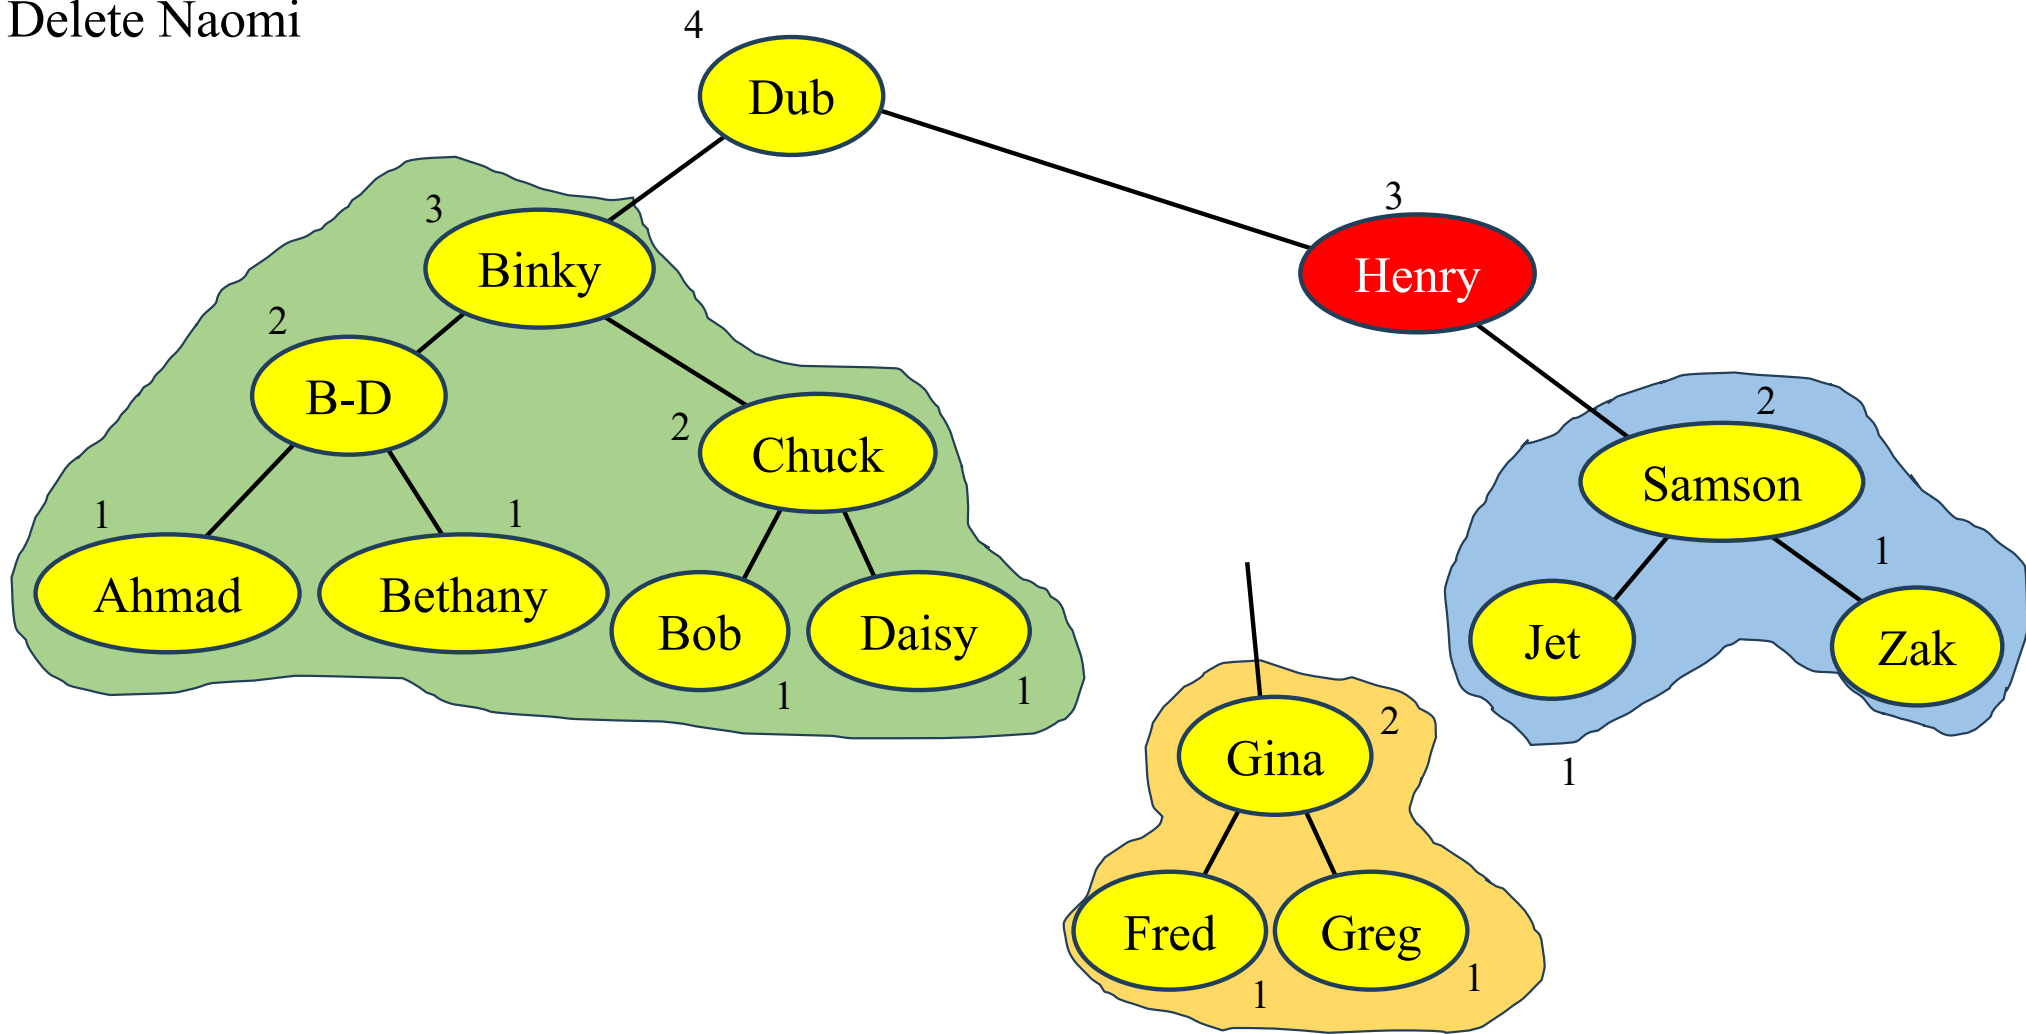 Delete Naomi
4
Dub
3
3
Binky
Henry
2
B-D
2
2
Chuck
Samson
1
1
1
Ahmad
Bethany
Bob
Daisy
Jet
Zak
1
1
2
Gina
1
Fred
Greg
1
1